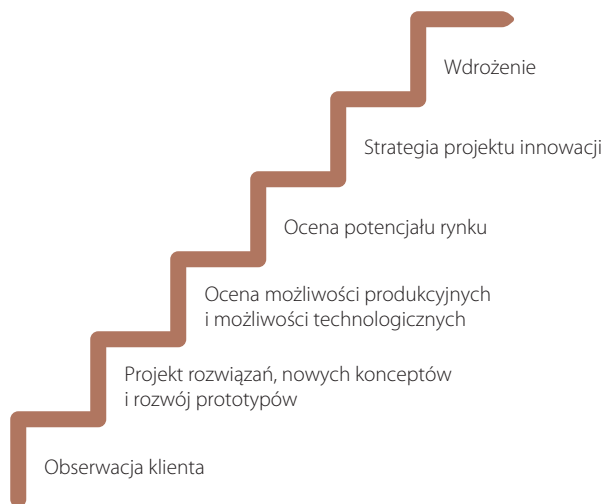 Wdrożenie
Strategia projektu innowacji
Ocena potencjału rynku
Ocena możliwości produkcyjnych
i możliwości technologicznych
Projekt rozwiązań, nowych konceptów
i rozwój prototypów
Obserwacja klienta